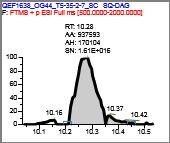 QEF1638_OG44_T5-35-2-7_SC SQ-DAG
F: FTMS + p ESI Full ms [500.0000-2000.0000]
RT: 10.28
AA: 937593
AH: 170104
SN: 1.61E+016
100
80
60
40
20
0
10.16
10.37
10.42
10.1 10.2 10.3 10.4 10.5